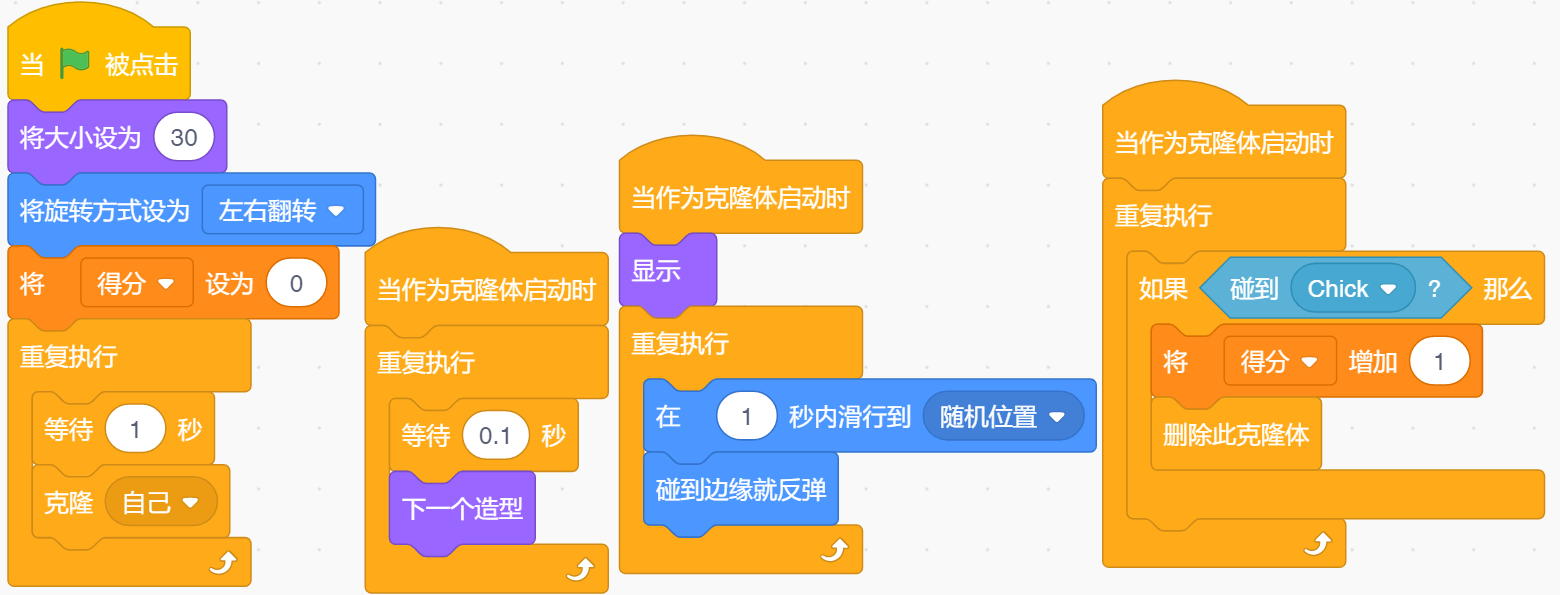 当 被点击
将大小设为 30
将旋转方式设为 左右翻转
将 得分 设为 0
重复执行
等待 1 秒
克隆 自己
当作为克隆体启动时
重复执行
等待 0.1 秒
下一个造型
当作为克隆体启动时
显示
重复执行
在 1 秒内滑行到 随机位置
碰到边缘就反弹
当作为克隆体启动时
重复执行
如果 碰到 Chick ? 那么
将 得分 增加 1
删除此克隆体